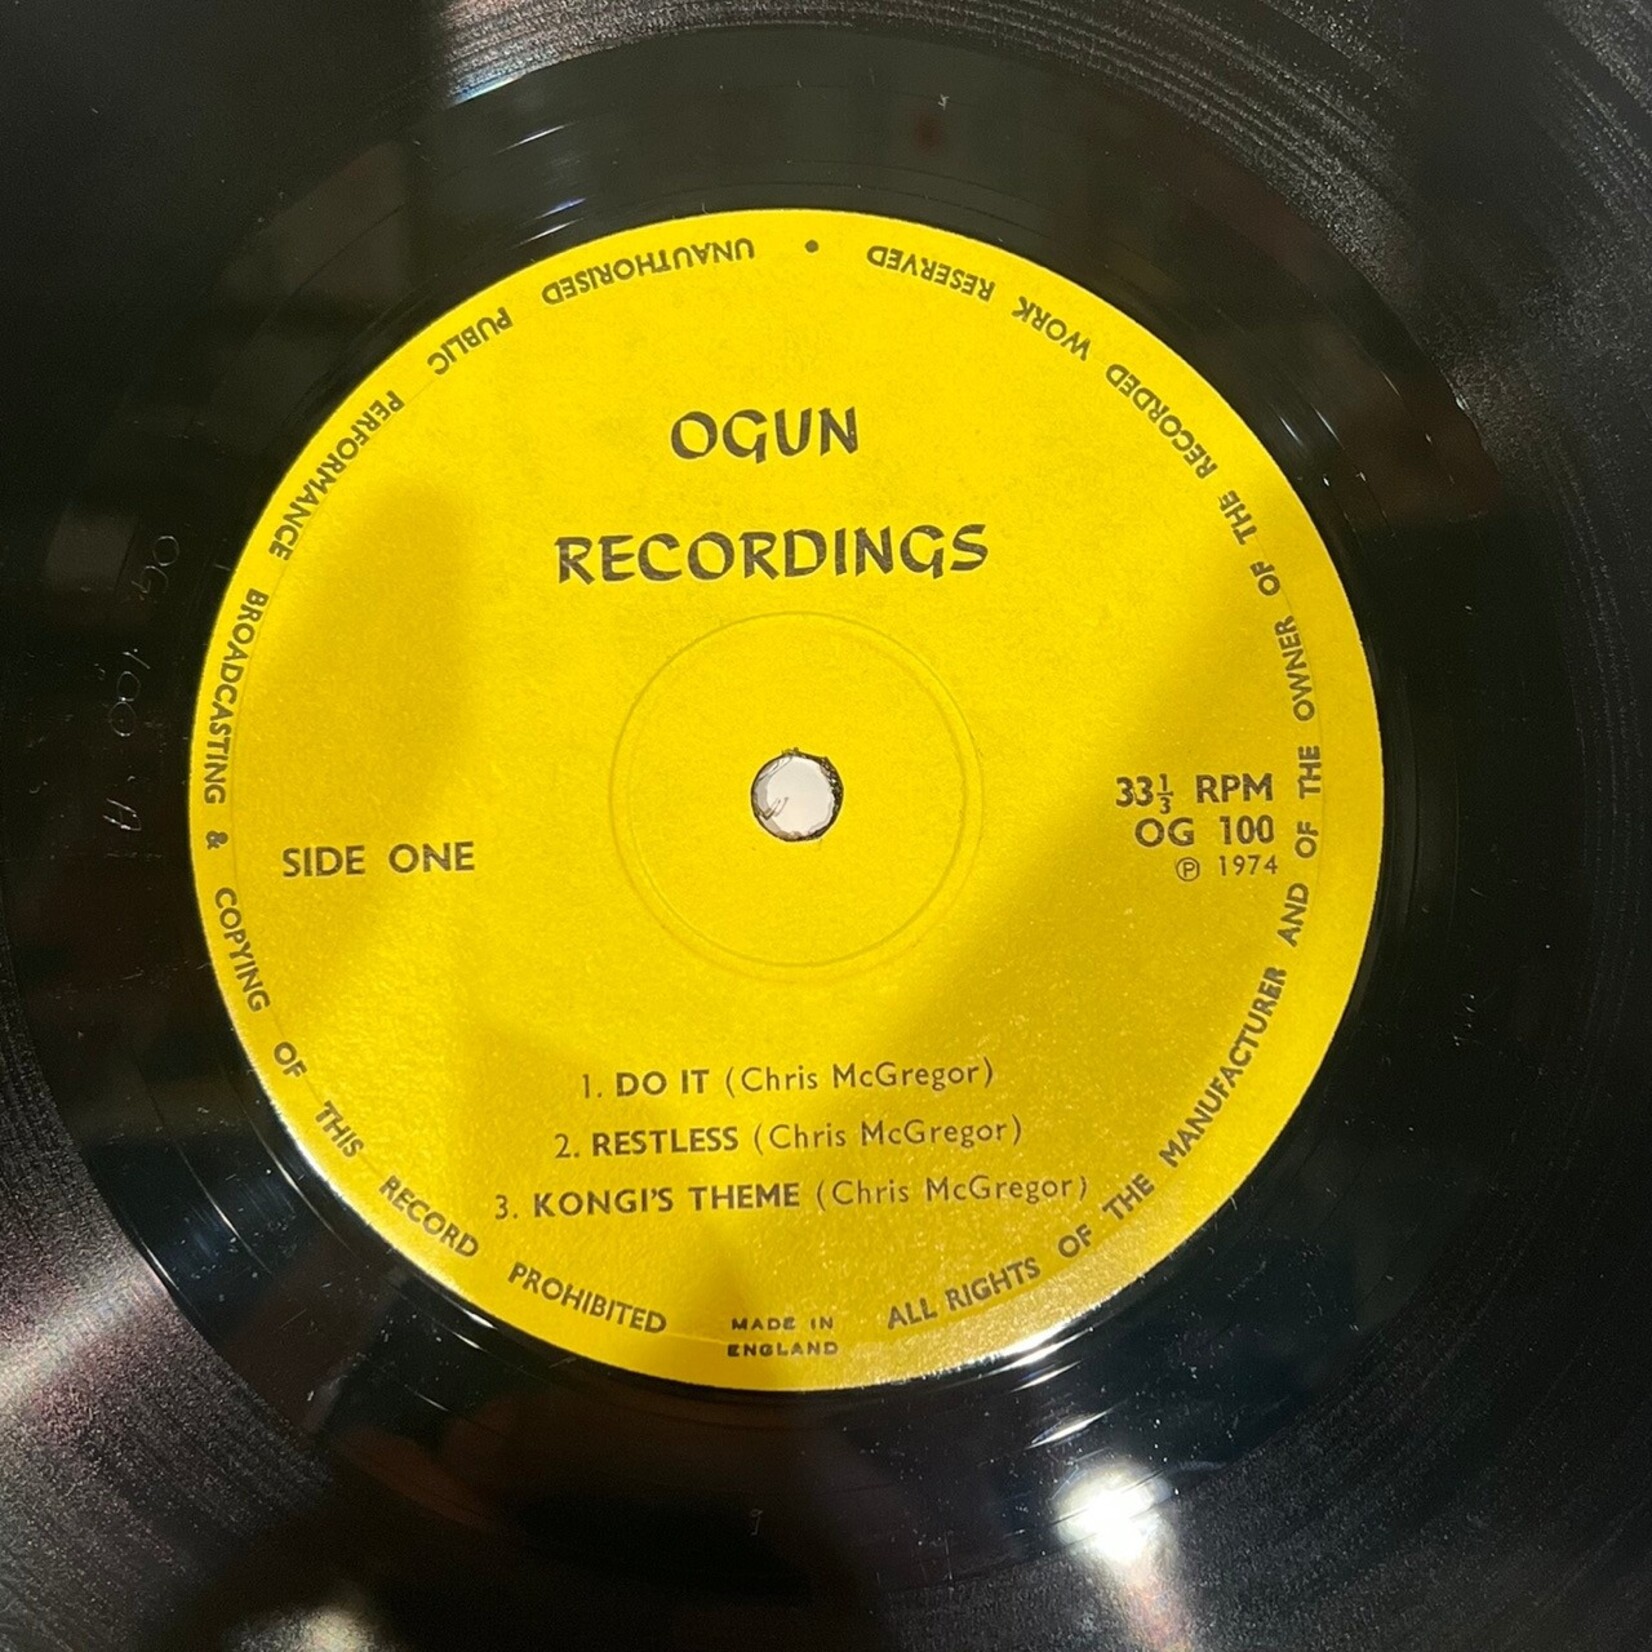 OGUN
RECORDINGS
SIDE ONE
33⅓ RPM
OG 100
Ⓟ 1974
1. DO IT (Chris McGregor)
2. RESTLESS (Chris McGregor)
3. KONGI'S THEME (Chris McGregor)
MADE IN
ENGLAND
ALL RIGHTS OF THE MANUFACTURER AND OF THE OWNER OF THE RECORDED WORK RESERVED • UNAUTHORISED PUBLIC PERFORMANCE BROADCASTING & COPYING OF THIS RECORD PROHIBITED
OG 100 A